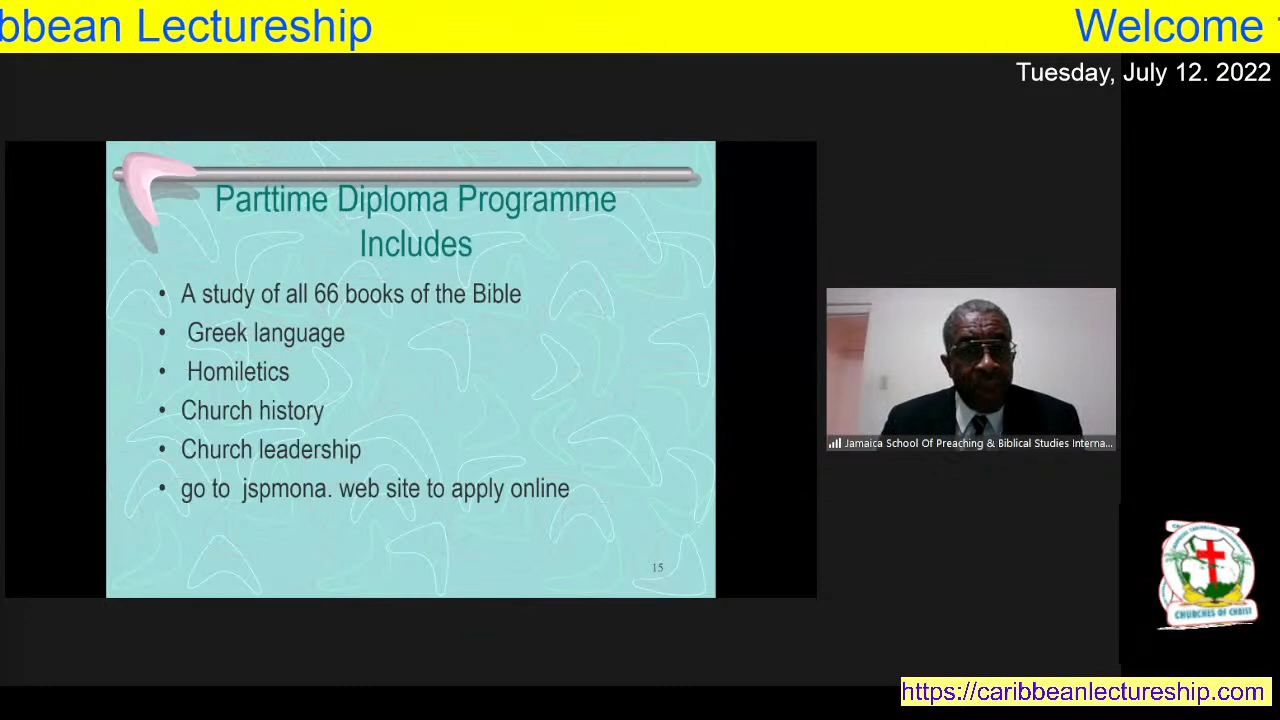 bbean Lectureship
Welcome
Tuesday, July 12. 2022
Parttime Diploma Programme
Includes
• A study of all 66 books of the Bible
• Greek language
• Homiletics
• Church history
• Church leadership
• go to jspmona. web site to apply online
15
Jamaica School Of Preaching & Biblical Studies Interna...
CHURCHES OF CHRIST
https://caribbeanlectureship.com